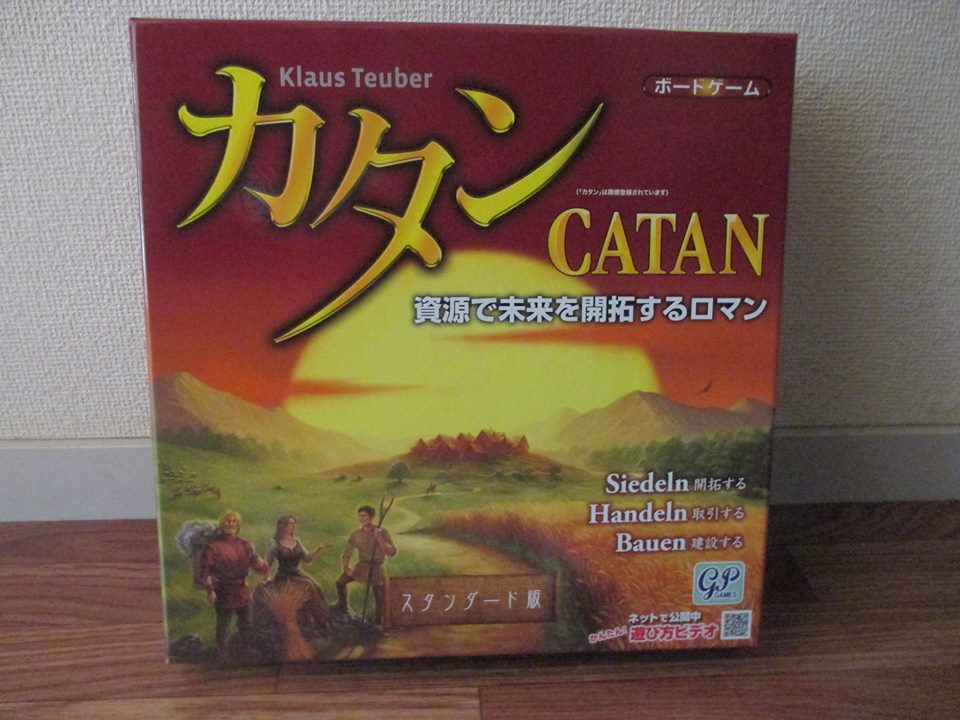 Klaus Teuber
カタン
ボードゲーム
(「カタン」は商標登録されています)
CATAN
資源で未来を開拓するロマン
Siedeln 開拓する
Handeln 取引する
Bauen 建設する
GP
GAMES
スタンダード版
ネットで公開中
かんたん!遊び方ビデオ